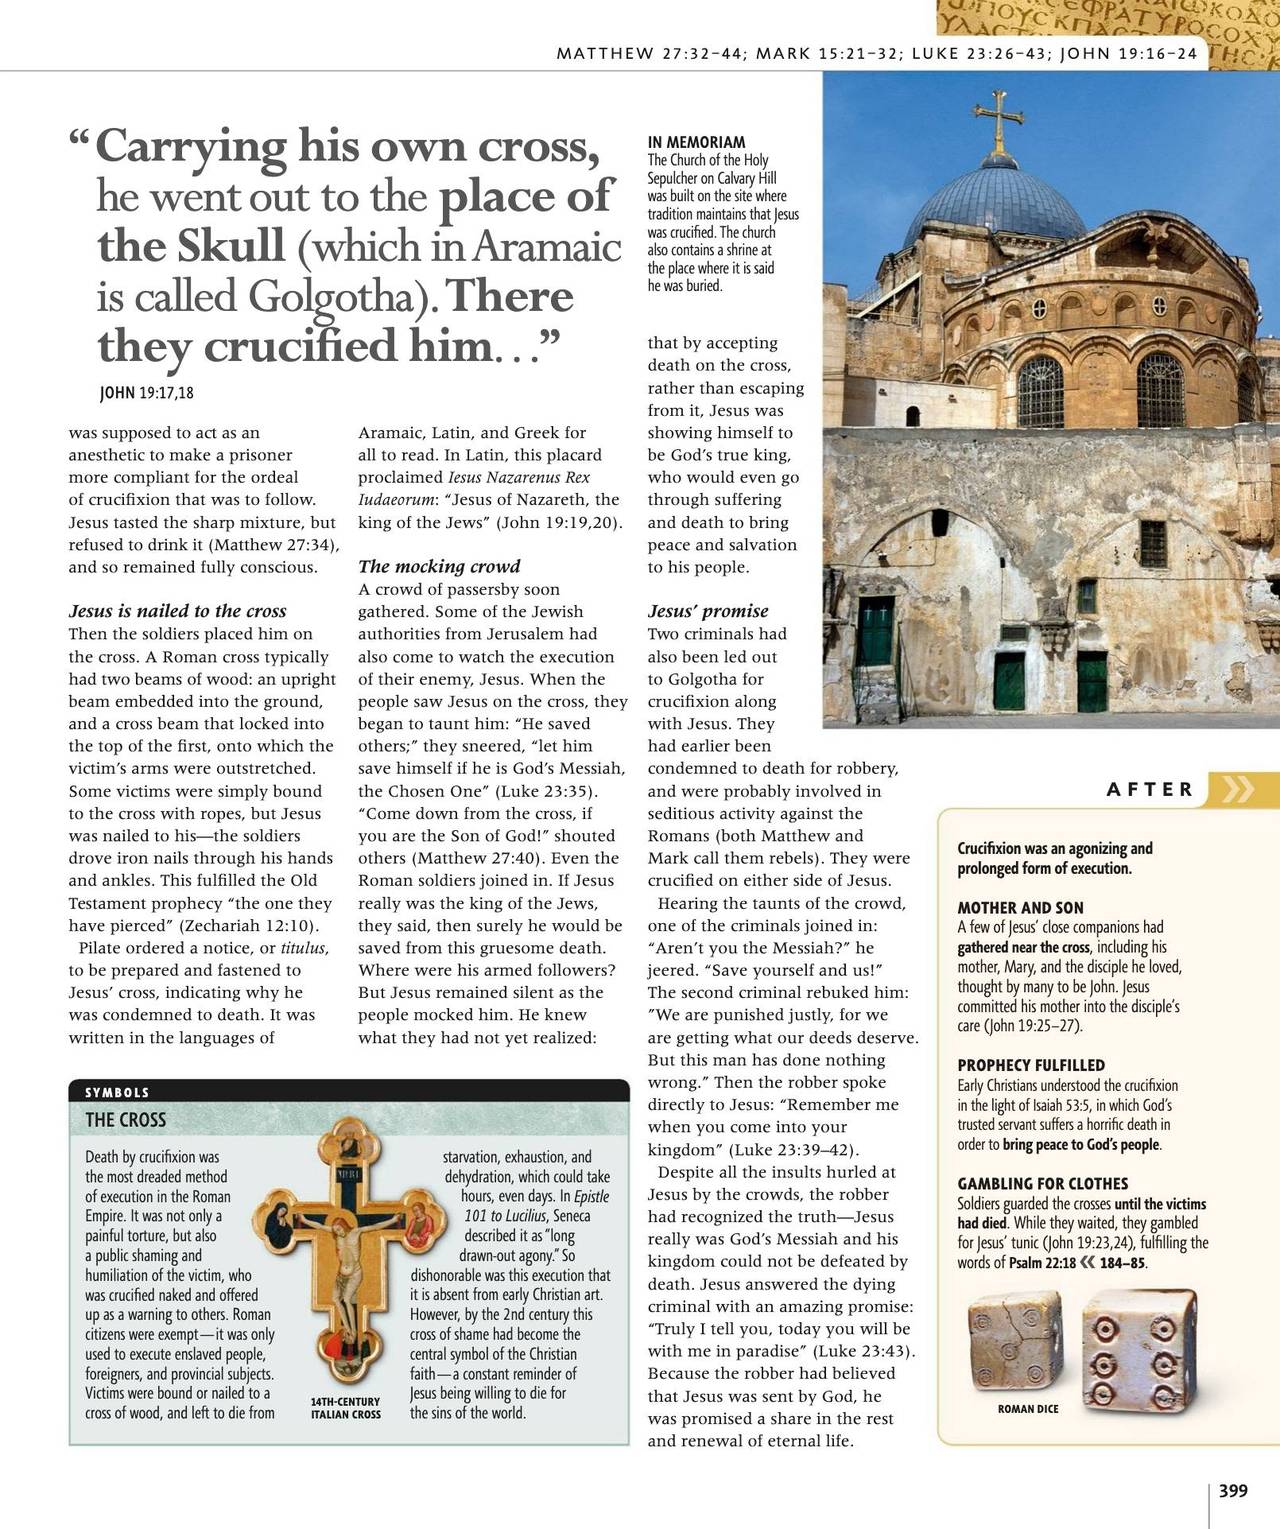 MATTHEW 27:32–44; MARK 15:21–32; LUKE 23:26–43; JOHN 19:16–24
“Carrying his own cross,
he went out to the place of
the Skull (which in Aramaic
is called Golgotha). There
they crucified him…”
JOHN 19:17,18
was supposed to act as an
anesthetic to make a prisoner
more compliant for the ordeal
of crucifixion that was to follow.
Jesus tasted the sharp mixture, but
refused to drink it (Matthew 27:34),
and so remained fully conscious.
Jesus is nailed to the cross
Then the soldiers placed him on
the cross. A Roman cross typically
had two beams of wood: an upright
beam embedded into the ground,
and a cross beam that locked into
the top of the first, onto which the
victim’s arms were outstretched.
Some victims were simply bound
to the cross with ropes, but Jesus
was nailed to his—the soldiers
drove iron nails through his hands
and ankles. This fulfilled the Old
Testament prophecy “the one they
have pierced” (Zechariah 12:10).
Pilate ordered a notice, or titulus,
to be prepared and fastened to
Jesus’ cross, indicating why he
was condemned to death. It was
written in the languages of
Aramaic, Latin, and Greek for
all to read. In Latin, this placard
proclaimed Iesus Nazarenus Rex
Iudaeorum: “Jesus of Nazareth, the
king of the Jews” (John 19:19,20).
The mocking crowd
A crowd of passersby soon
gathered. Some of the Jewish
authorities from Jerusalem had
also come to watch the execution
of their enemy, Jesus. When the
people saw Jesus on the cross, they
began to taunt him: “He saved
others;” they sneered, “let him
save himself if he is God’s Messiah,
the Chosen One” (Luke 23:35).
“Come down from the cross, if
you are the Son of God!” shouted
others (Matthew 27:40). Even the
Roman soldiers joined in. If Jesus
really was the king of the Jews,
they said, then surely he would be
saved from this gruesome death.
Where were his armed followers?
But Jesus remained silent as the
people mocked him. He knew
what they had not yet realized:
IN MEMORIAM
The Church of the Holy
Sepulcher on Calvary Hill
was built on the site where
tradition maintains that Jesus
was crucified. The church
also contains a shrine at
the place where it is said
he was buried.
that by accepting
death on the cross,
rather than escaping
from it, Jesus was
showing himself to
be God’s true king,
who would even go
through suffering
and death to bring
peace and salvation
to his people.
Jesus’ promise
Two criminals had
also been led out
to Golgotha for
crucifixion along
with Jesus. They
had earlier been
condemned to death for robbery,
and were probably involved in
seditious activity against the
Romans (both Matthew and
Mark call them rebels). They were
crucified on either side of Jesus.
Hearing the taunts of the crowd,
one of the criminals joined in:
“Aren’t you the Messiah?” he
jeered. “Save yourself and us!”
The second criminal rebuked him:
”We are punished justly, for we
are getting what our deeds deserve.
But this man has done nothing
wrong.” Then the robber spoke
directly to Jesus: “Remember me
when you come into your
kingdom” (Luke 23:39–42).
Despite all the insults hurled at
Jesus by the crowds, the robber
had recognized the truth—Jesus
really was God’s Messiah and his
kingdom could not be defeated by
death. Jesus answered the dying
criminal with an amazing promise:
“Truly I tell you, today you will be
with me in paradise” (Luke 23:43).
Because the robber had believed
that Jesus was sent by God, he
was promised a share in the rest
and renewal of eternal life.
SYMBOLS
THE CROSS
Death by crucifixion was
the most dreaded method
of execution in the Roman
Empire. It was not only a
painful torture, but also
a public shaming and
humiliation of the victim, who
was crucified naked and offered
up as a warning to others. Roman
citizens were exempt—it was only
used to execute enslaved people,
foreigners, and provincial subjects.
Victims were bound or nailed to a
cross of wood, and left to die from
starvation, exhaustion, and
dehydration, which could take
hours, even days. In Epistle
101 to Lucilius, Seneca
described it as “long
drawn-out agony.” So
dishonorable was this execution that
it is absent from early Christian art.
However, by the 2nd century this
cross of shame had become the
central symbol of the Christian
faith—a constant reminder of
Jesus being willing to die for
the sins of the world.
14TH-CENTURY
ITALIAN CROSS
AFTER
Crucifixion was an agonizing and
prolonged form of execution.
MOTHER AND SON
A few of Jesus’ close companions had
gathered near the cross, including his
mother, Mary, and the disciple he loved,
thought by many to be John. Jesus
committed his mother into the disciple’s
care (John 19:25–27).
PROPHECY FULFILLED
Early Christians understood the crucifixion
in the light of Isaiah 53:5, in which God’s
trusted servant suffers a horrific death in
order to bring peace to God’s people.
GAMBLING FOR CLOTHES
Soldiers guarded the crosses until the victims
had died. While they waited, they gambled
for Jesus’ tunic (John 19:23,24), fulfilling the
words of Psalm 22:18 « 184–85.
ROMAN DICE
399